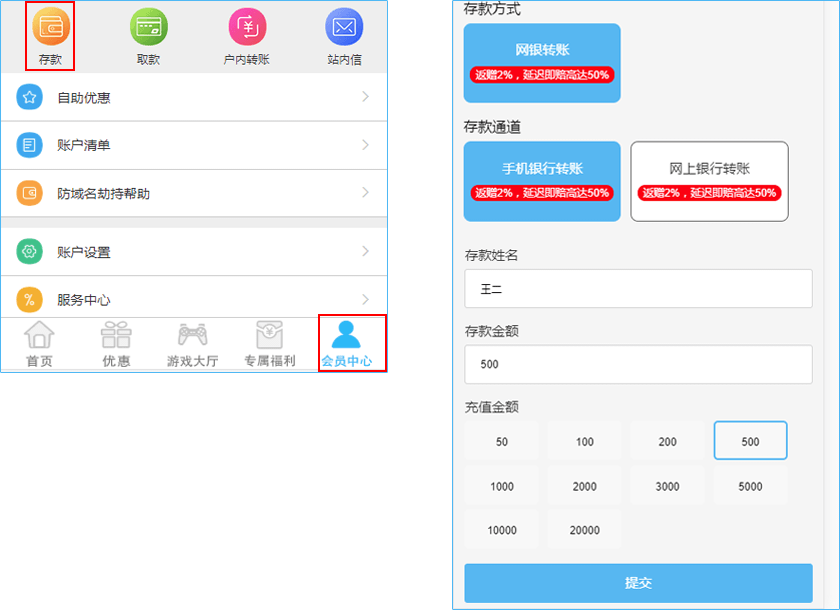 存款
取款
户内转账
站内信
自助优惠
账户清单
防域名劫持帮助
账户设置
服务中心
首页
优惠
游戏大厅
专属福利
会员中心
存款方式
网银转账
返赠2%，延迟即赔高达50%
存款通道
手机银行转账
返赠2%，延迟即赔高达50%
网上银行转账
返赠2%，延迟即赔高达50%
存款姓名
王二
存款金额
500
充值金额
50
100
200
500
1000
2000
3000
5000
10000
20000
提交